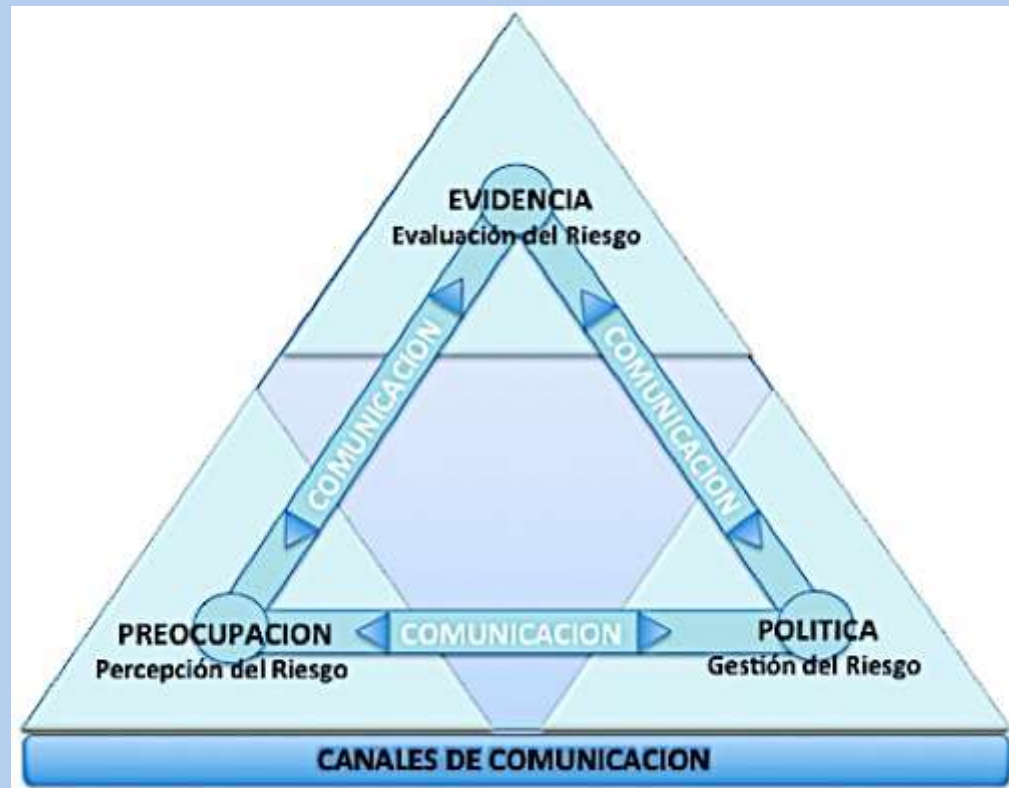 EVIDENCIA
Evaluación del Riesgo
COMUNICACION
COMUNICACION
PREOCUPACION
Percepción del Riesgo
COMUNICACION
POLITICA
Gestión del Riesgo
CANALES DE COMUNICACION